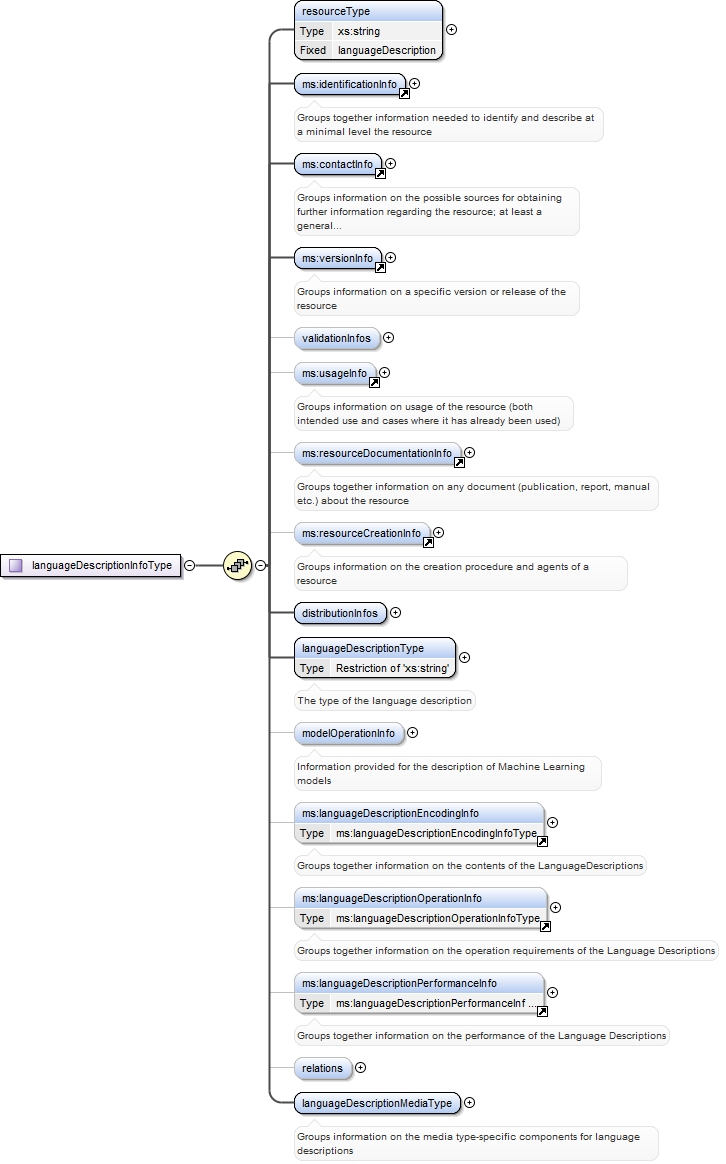 resourceType
Type xs:string
Fixed languageDescription
ms:identificationInfo
Groups together information needed to identify and describe at
a minimal level the resource
ms:contactInfo
Groups information on the possible sources for obtaining
further information regarding the resource; at least a
general...
ms:versionInfo
Groups information on a specific version or release of the
resource
validationInfos
ms:usageInfo
Groups information on usage of the resource (both
intended use and cases where it has already been used)
ms:resourceDocumentationInfo
Groups together information on any document (publication, report, manual
etc.) about the resource
ms:resourceCreationInfo
Groups information on the creation procedure and agents of a
resource
languageDescriptionInfoType
distributionInfos
languageDescriptionType
Type Restriction of 'xs:string'
The type of the language description
modelOperationInfo
Information provided for the description of Machine Learning
models
ms:languageDescriptionEncodingInfo
Type ms:languageDescriptionEncodingInfoType
Groups together information on the contents of the LanguageDescriptions
ms:languageDescriptionOperationInfo
Type ms:languageDescriptionOperationInfoType
Groups together information on the operation requirements of the Language Descriptions
ms:languageDescriptionPerformanceInfo
Type ms:languageDescriptionPerformanceInf ...
Groups together information on the performance of the Language Descriptions
relations
languageDescriptionMediaType
Groups information on the media type-specific components for language
descriptions